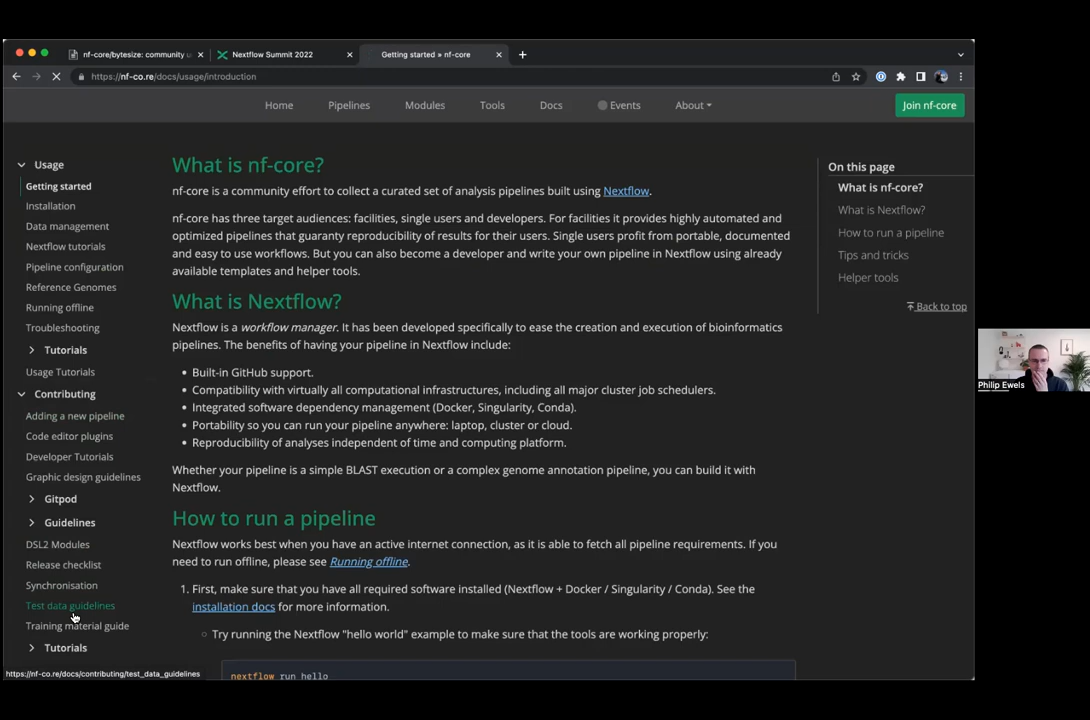 nf-core/bytesize: community u
Nextflow Summit 2022
Getting started » nf-core
https://nf-co.re/docs/usage/introduction
Home
Pipelines
Modules
Tools
Docs
Events
About
Join nf-core
Usage
Getting started
Installation
Data management
Nextflow tutorials
Pipeline configuration
Reference Genomes
Running offline
Troubleshooting
Tutorials
Usage Tutorials
Contributing
Adding a new pipeline
Code editor plugins
Developer Tutorials
Graphic design guidelines
Gitpod
Guidelines
DSL2 Modules
Release checklist
Synchronisation
Test data guidelines
Training material guide
Tutorials
https://nf-co.re/docs/contributing/test_data_guidelines
What is nf-core?
nf-core is a community effort to collect a curated set of analysis pipelines built using Nextflow.
nf-core has three target audiences: facilities, single users and developers. For facilities it provides highly automated and
optimized pipelines that guaranty reproducibility of results for their users. Single users profit from portable, documented
and easy to use workflows. But you can also become a developer and write your own pipeline in Nextflow using already
available templates and helper tools.
What is Nextflow?
Nextflow is a workflow manager. It has been developed specifically to ease the creation and execution of bioinformatics
pipelines. The benefits of having your pipeline in Nextflow include:
• Built-in GitHub support.
• Compatibility with virtually all computational infrastructures, including all major cluster job schedulers.
• Integrated software dependency management (Docker, Singularity, Conda).
• Portability so you can run your pipeline anywhere: laptop, cluster or cloud.
• Reproducibility of analyses independent of time and computing platform.
Whether your pipeline is a simple BLAST execution or a complex genome annotation pipeline, you can build it with
Nextflow.
How to run a pipeline
Nextflow works best when you have an active internet connection, as it is able to fetch all pipeline requirements. If you
need to run offline, please see Running offline.
1. First, make sure that you have all required software installed (Nextflow + Docker / Singularity / Conda). See the
installation docs for more information.
○ Try running the Nextflow "hello world" example to make sure that the tools are working properly:
nextflow run hello
On this page
What is nf-core?
What is Nextflow?
How to run a pipeline
Tips and tricks
Helper tools
Back to top
Philip Ewels